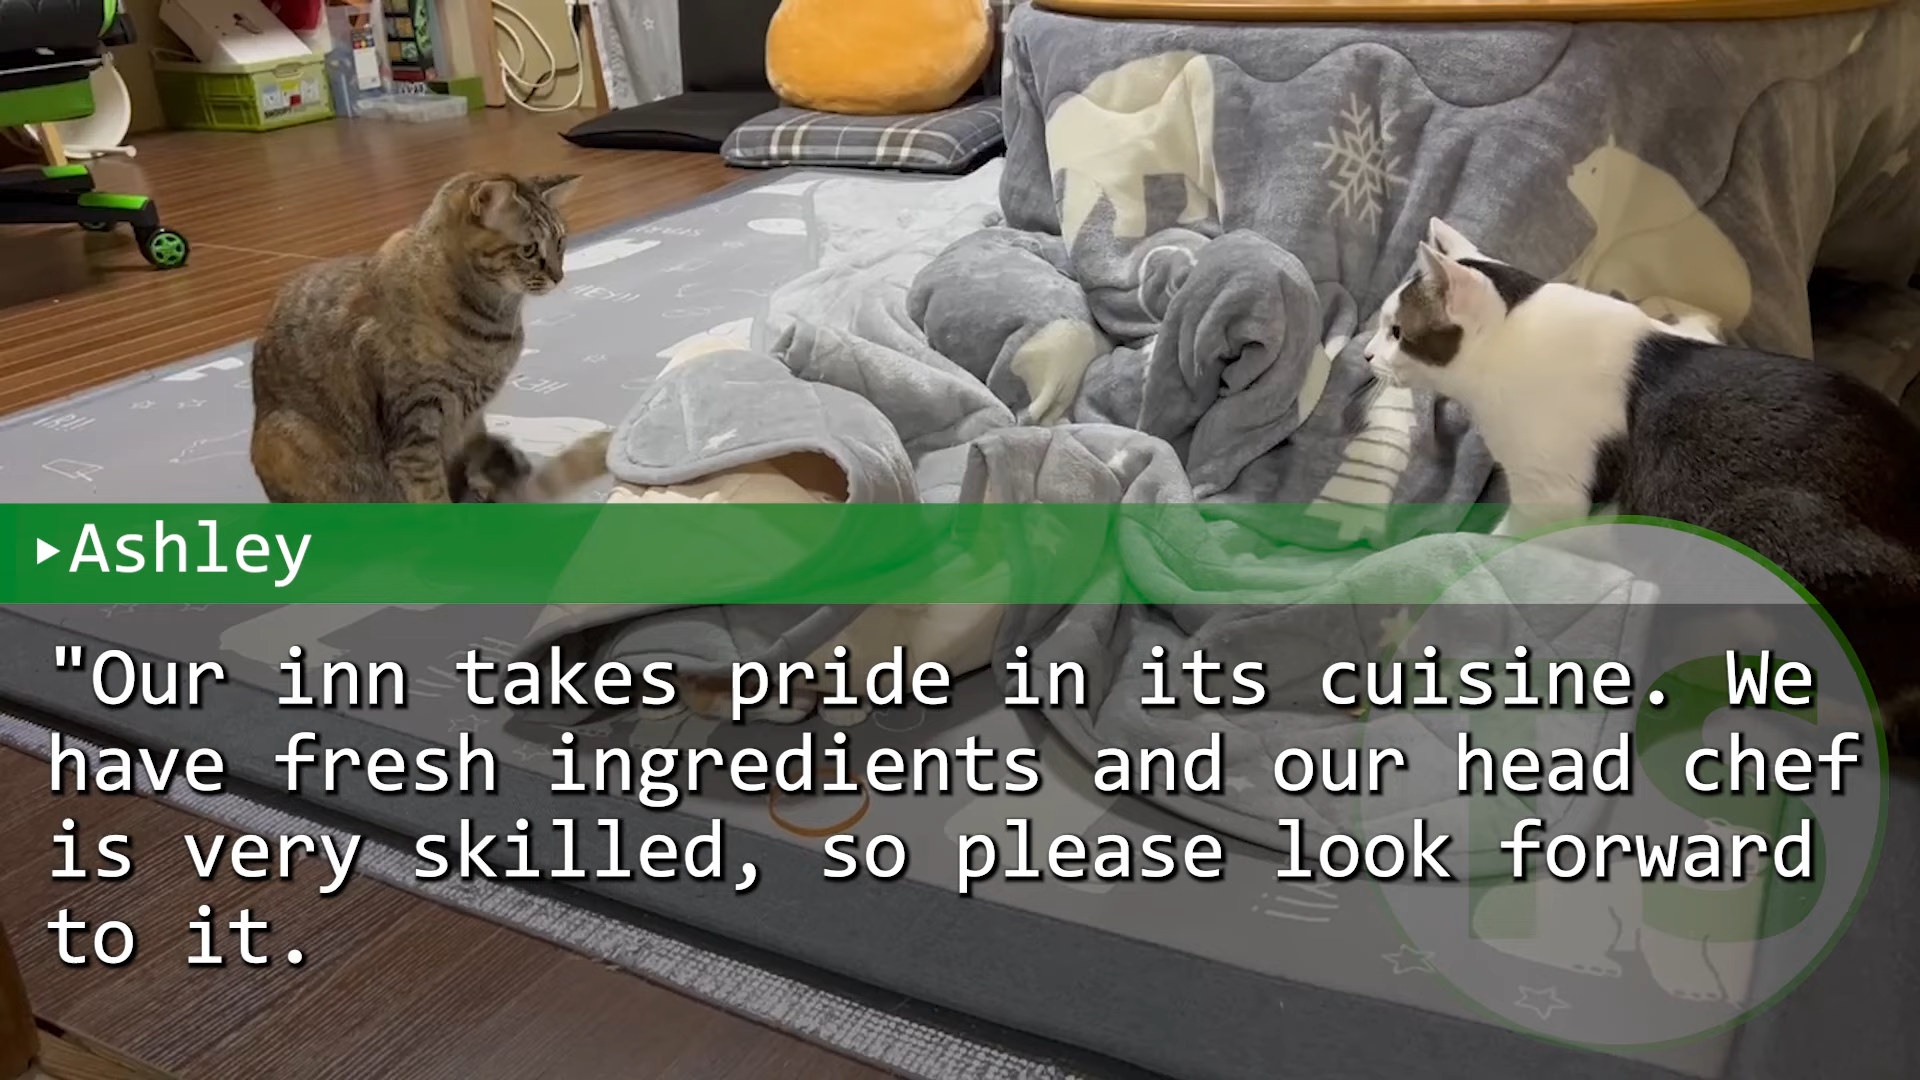 ▸Ashley
"Our inn takes pride in its cuisine. We
have fresh ingredients and our head chef
is very skilled, so please look forward
to it.
TS